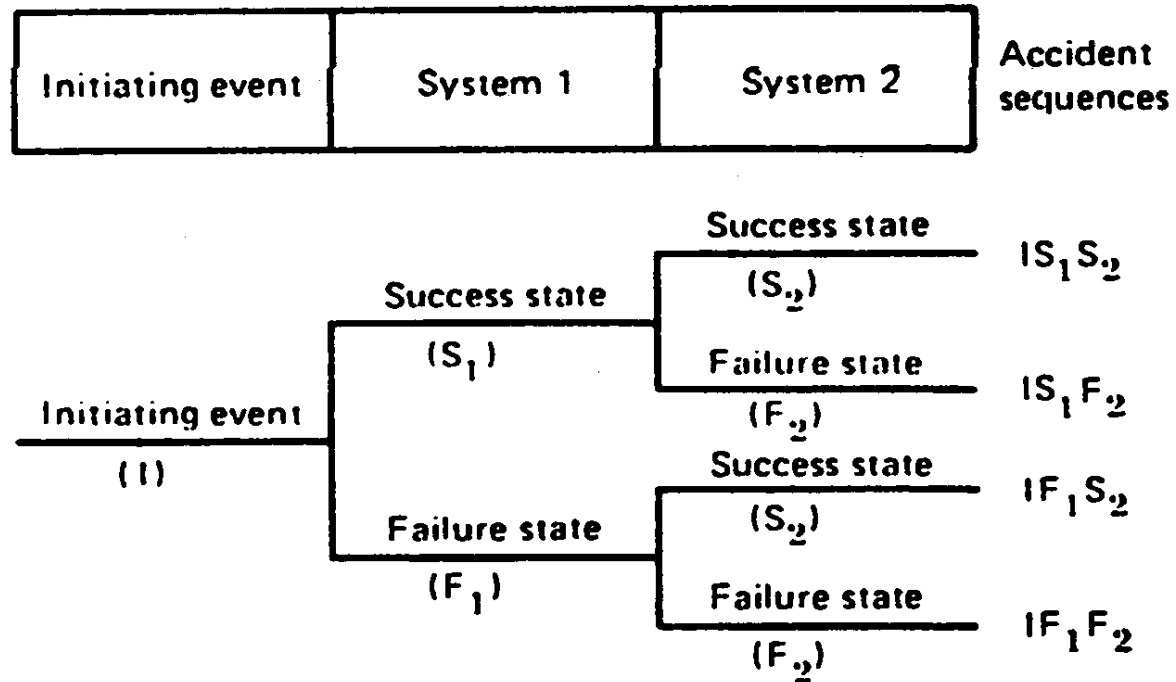 Initiating event
System 1
System 2
Accident
sequences
Success state
(S₂)
IS₁S₂
Success state
(S₁)
Failure state
(F₂)
IS₁F₂
Initiating event
(I)
Success state
(S₂)
IF₁S₂
Failure state
(F₁)
Failure state
(F₂)
IF₁F₂